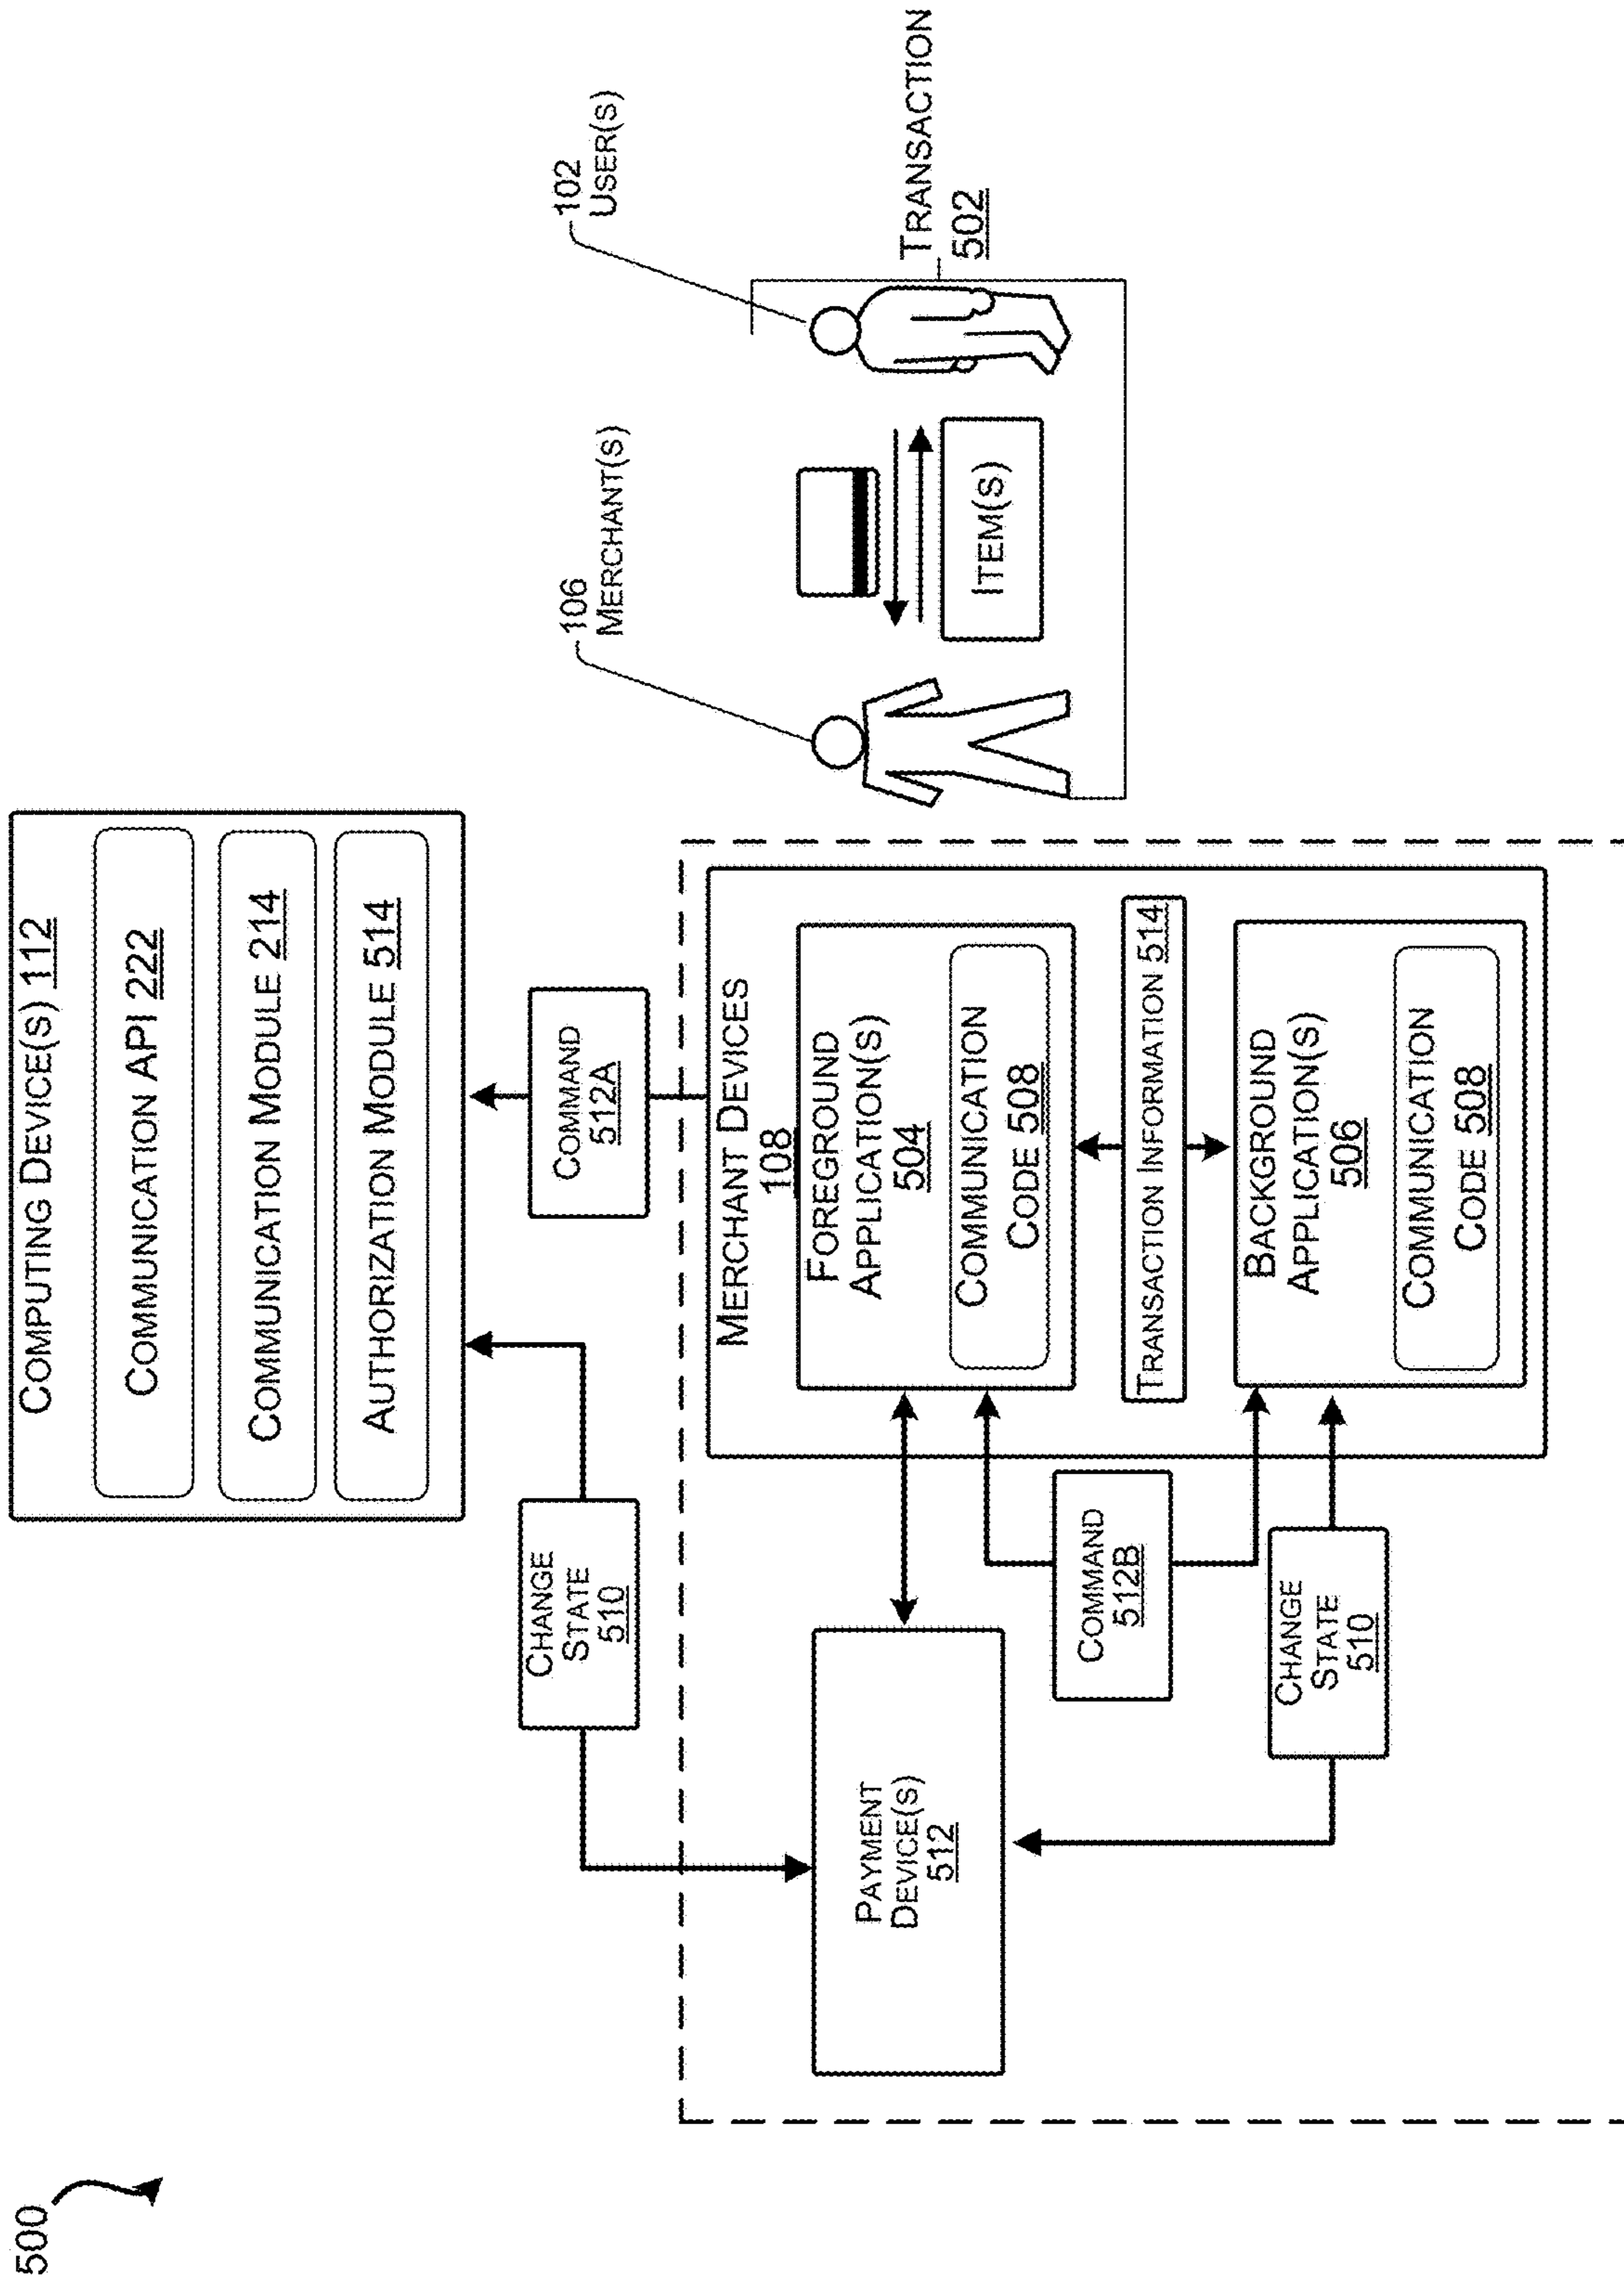 500
COMPUTING DEVICE(S) 112
COMMUNICATION API 222
COMMUNICATION MODULE 214
AUTHORIZATION MODULE 514
CHANGE
STATE
510
COMMAND
512A
102
USER(S)
106
MERCHANT(S)
ITEM(S)
TRANSACTION
502
MERCHANT DEVICES
108
FOREGROUND
APPLICATION(S)
504
COMMUNICATION
CODE 508
TRANSACTION INFORMATION 514
BACKGROUND
APPLICATION(S)
506
COMMUNICATION
CODE 508
PAYMENT
DEVICE(S)
512
COMMAND
512B
CHANGE
STATE
510